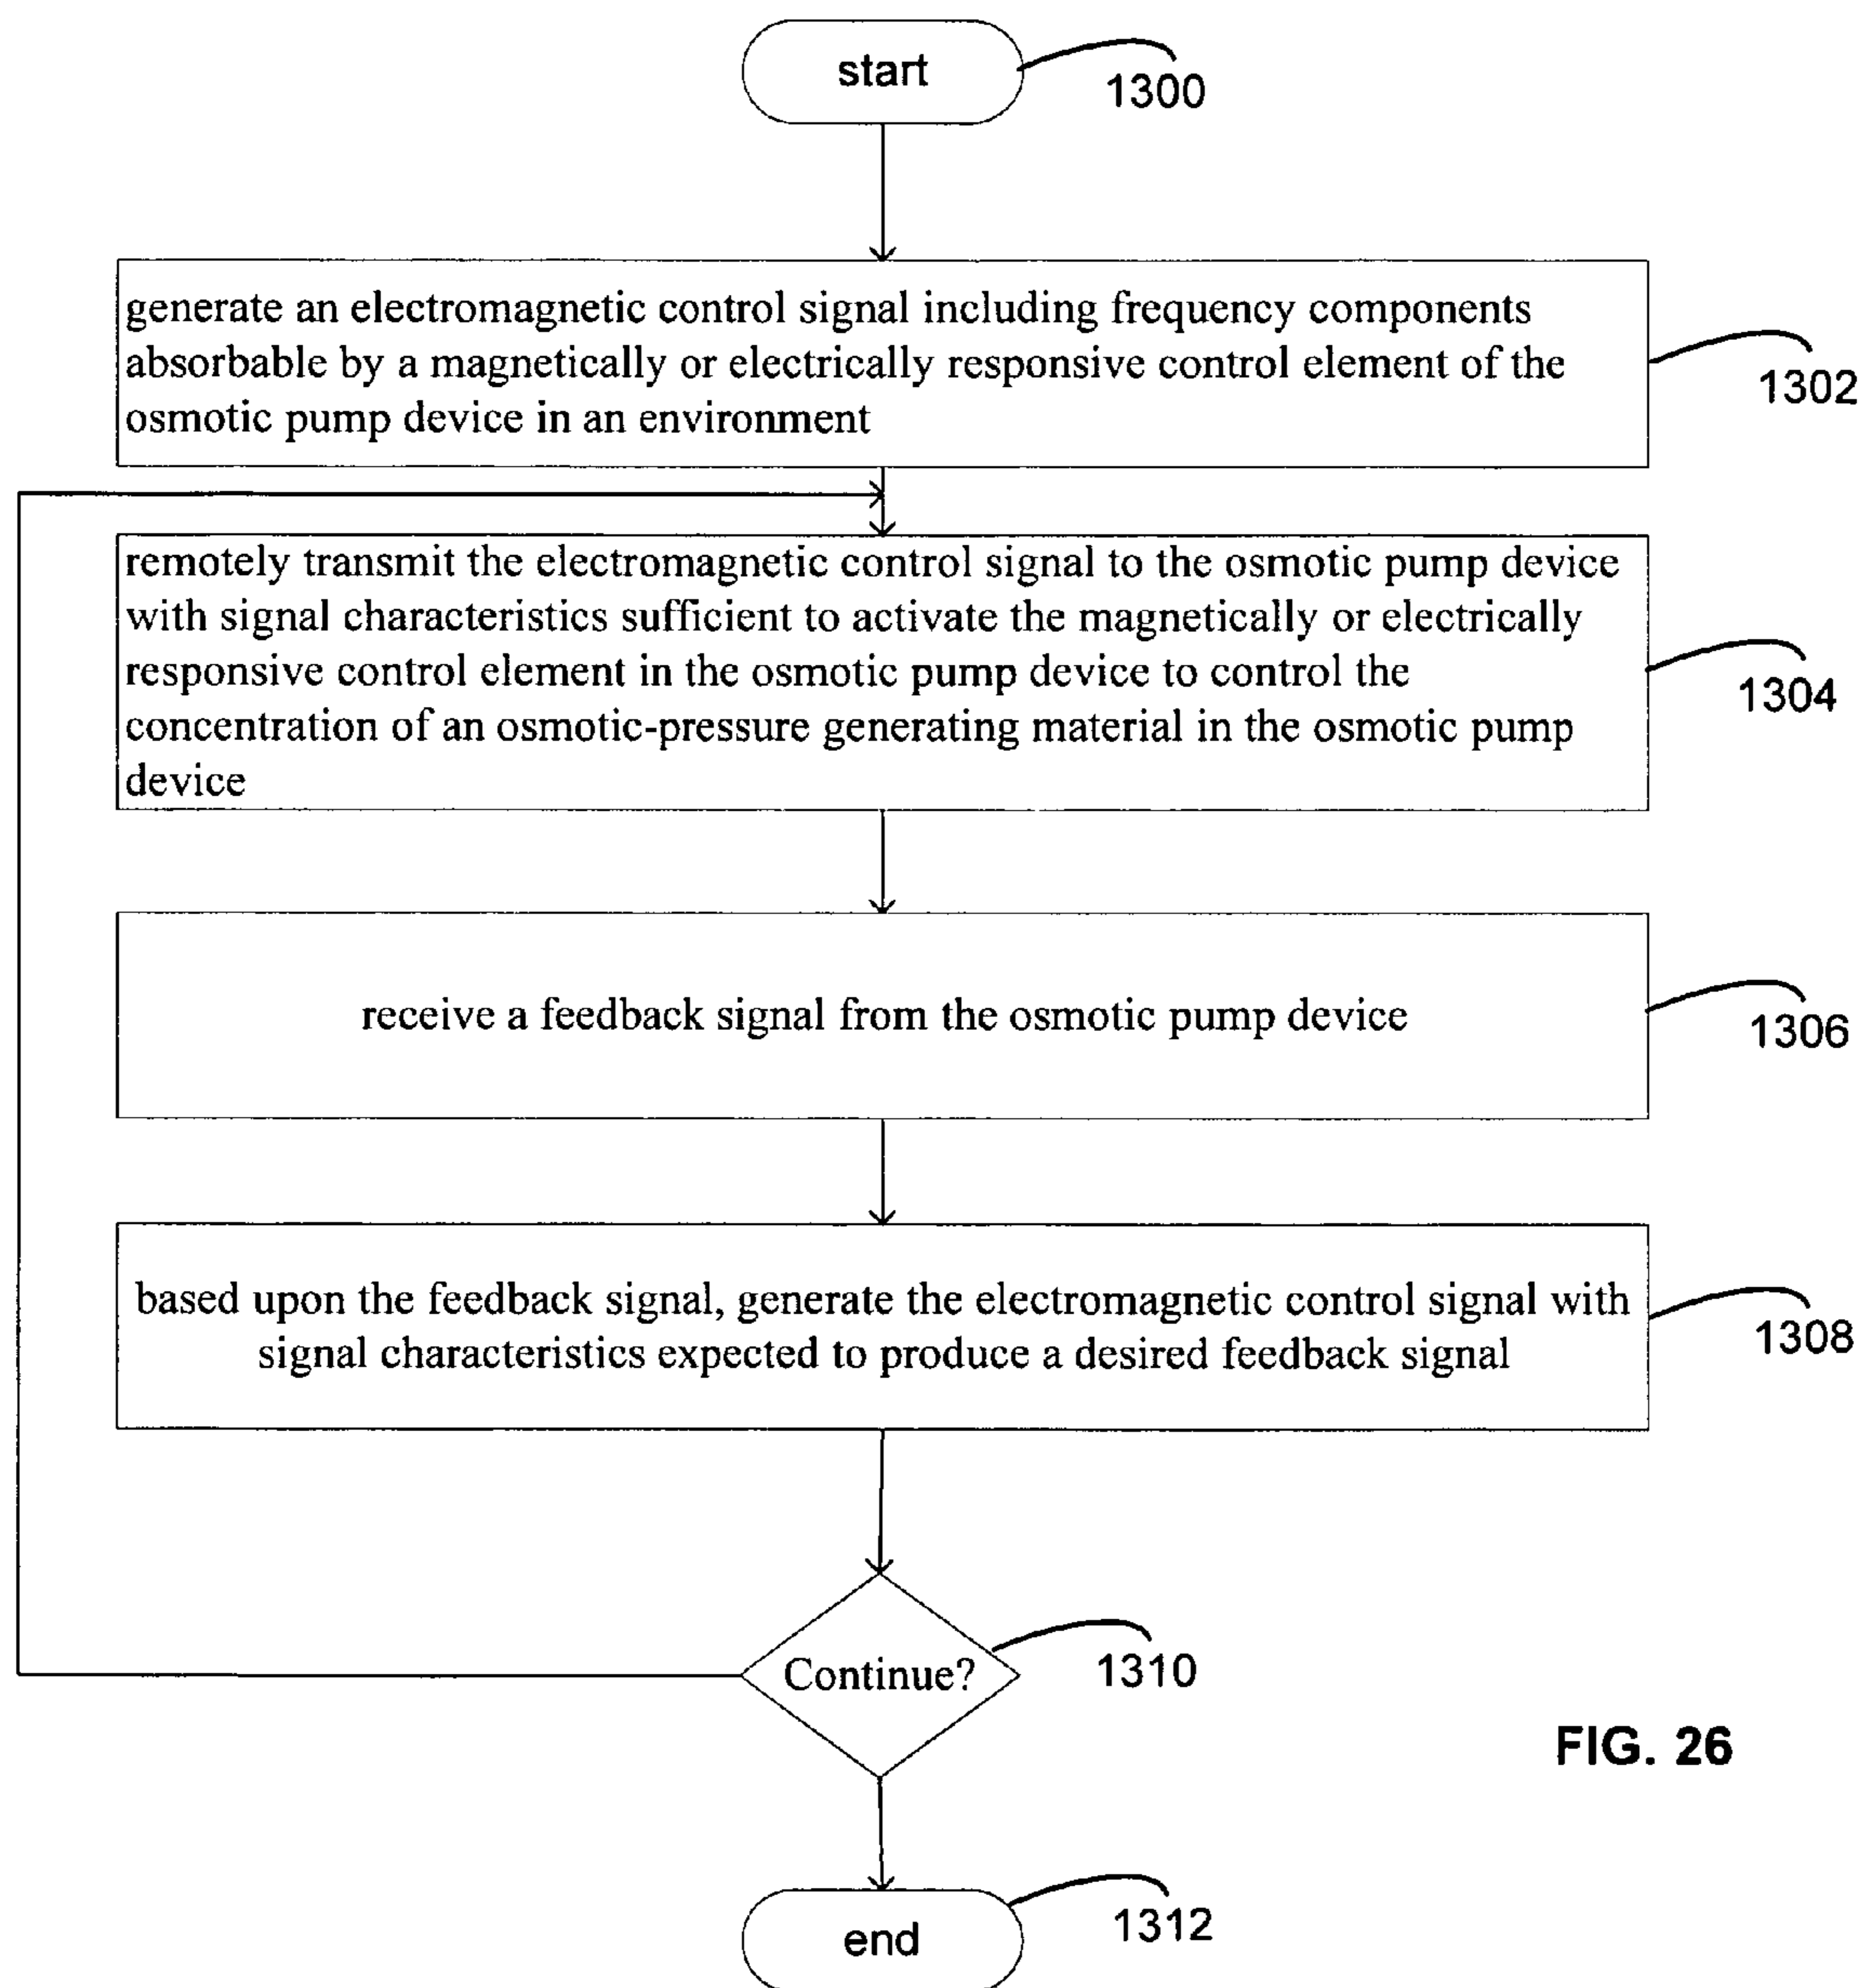 start
1300
generate an electromagnetic control signal including frequency components
absorbable by a magnetically or electrically responsive control element of the
osmotic pump device in an environment
1302
remotely transmit the electromagnetic control signal to the osmotic pump device
with signal characteristics sufficient to activate the magnetically or electrically
responsive control element in the osmotic pump device to control the
concentration of an osmotic-pressure generating material in the osmotic pump
device
1304
receive a feedback signal from the osmotic pump device
1306
based upon the feedback signal, generate the electromagnetic control signal with
signal characteristics expected to produce a desired feedback signal
1308
Continue?
1310
FIG. 26
end
1312